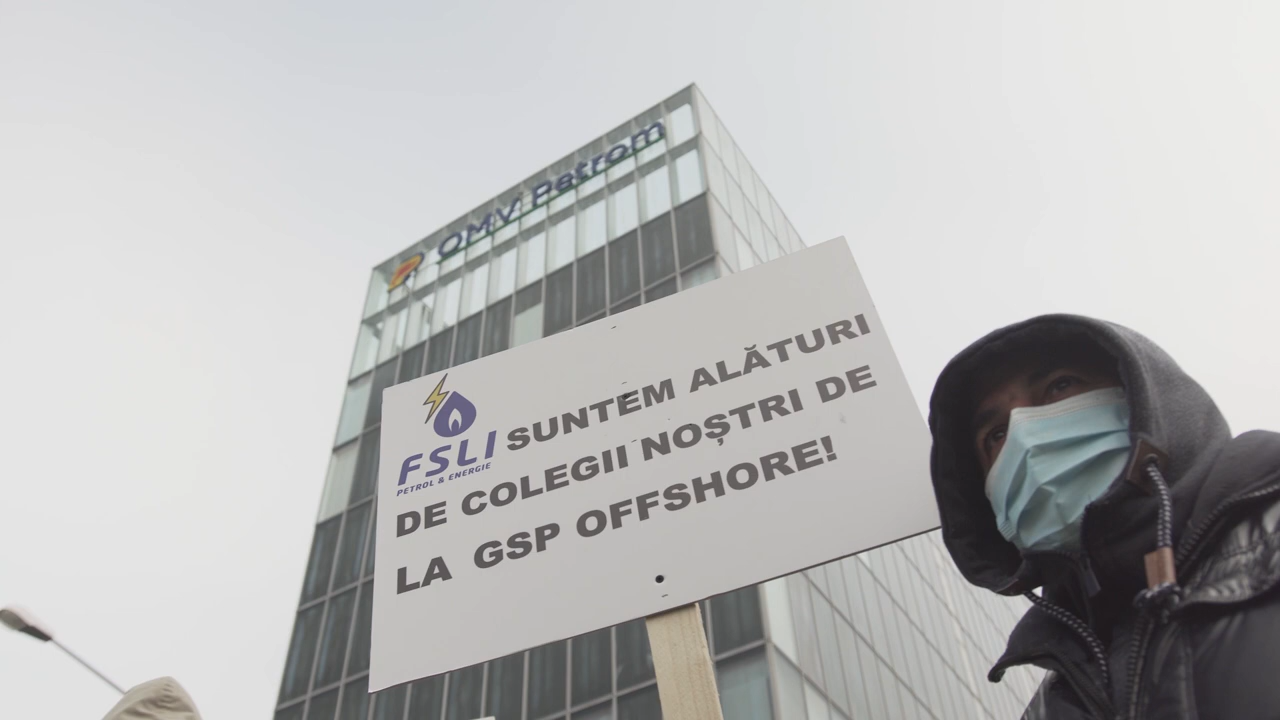 OMV Petrom
FSLI
PETROL & ENERGIE
SUNTEM ALĂTURI
DE COLEGII NOȘTRI DE
LA GSP OFFSHORE!